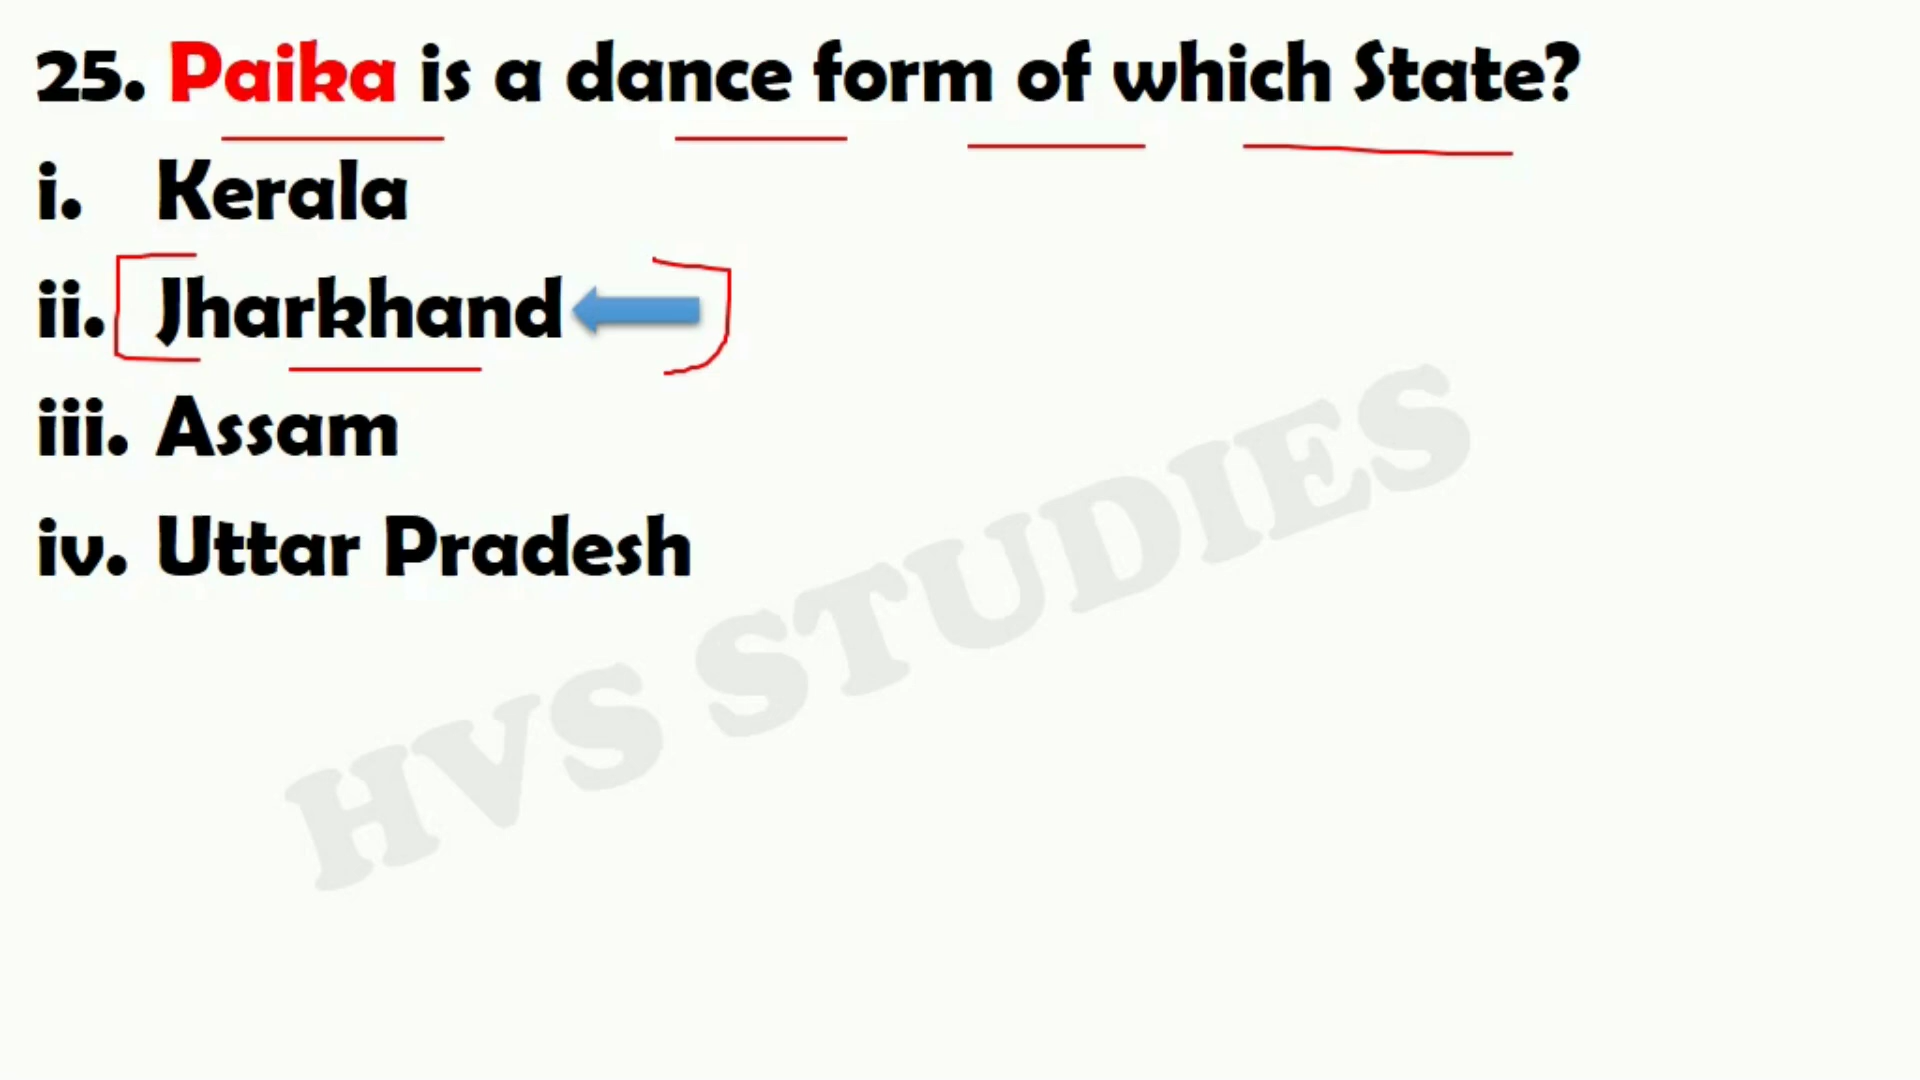 25. Paika is a dance form of which State?
i. Kerala
ii. Jharkhand
iii. Assam
iv. Uttar Pradesh
HVS STUDIES